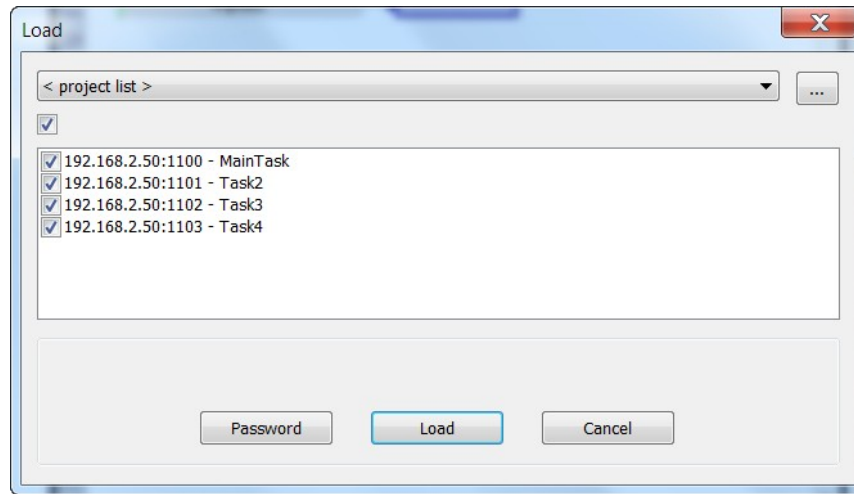 Load
< project list >
...
192.168.2.50:1100 - MainTask
192.168.2.50:1101 - Task2
192.168.2.50:1102 - Task3
192.168.2.50:1103 - Task4
Password Load Cancel